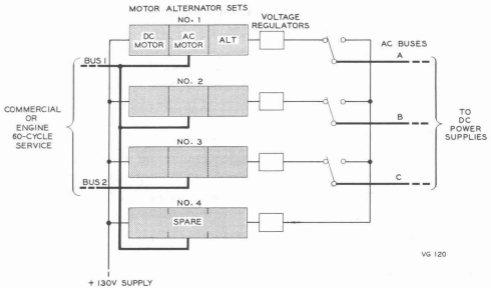 MOTOR ALTERNATOR SETS
NO. 1
VOLTAGE
REGULATORS
DC
MOTOR
AC
MOTOR
ALT
AC BUSES
A
BUS 1
NO. 2
COMMERCIAL
OR
ENGINE
60-CYCLE
SERVICE
B
TO
DC
POWER
SUPPLIES
NO. 3
BUS 2
C
NO. 4
SPARE
VG 120
+ 130V SUPPLY